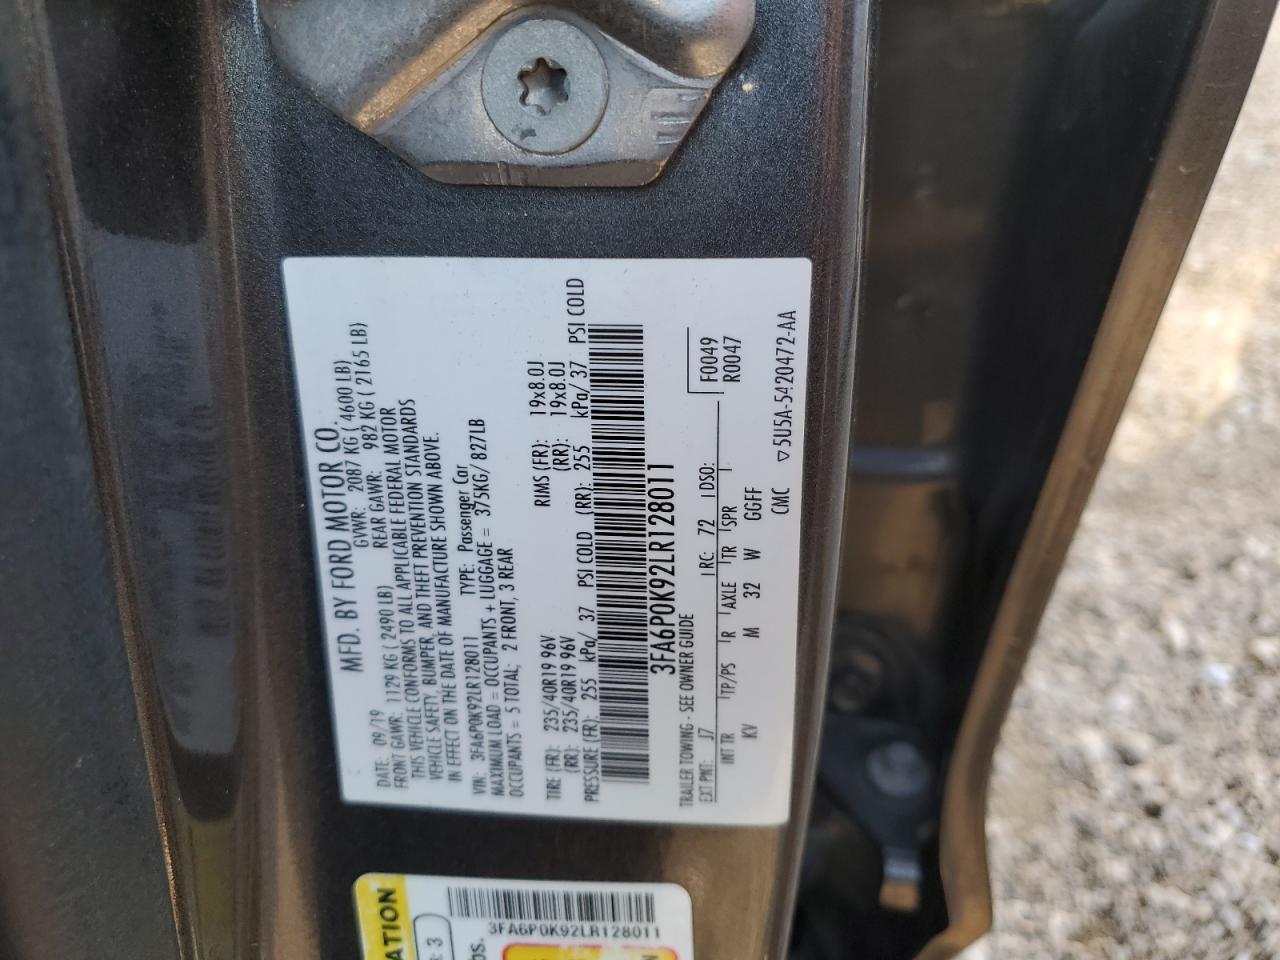 MFD. BY FORD MOTOR CO.
DATE: 09/19 GVWR: 2087 KG ( 4600 LB)
FRONT GAWR: 1129 KG ( 2490 LB) REAR GAWR: 982 KG ( 2165 LB)
THIS VEHICLE CONFORMS TO ALL APPLICABLE FEDERAL MOTOR
VEHICLE SAFETY, BUMPER, AND THEFT PREVENTION STANDARDS
IN EFFECT ON THE DATE OF MANUFACTURE SHOWN ABOVE.
VIN: 3FA6P0K92LR128011 TYPE: Passenger Car
MAXIMUM LOAD = OCCUPANTS + LUGGAGE = 375KG/ 827LB
OCCUPANTS = 5 TOTAL: 2 FRONT, 3 REAR
TIRE (FR): 235/40R19 96V RIMS (FR): 19x8.0J
(RR): 235/40R19 96V (RR): 19x8.0J
PRESSURE (FR): 255 kPa/ 37 PSI COLD (RR): 255 kPa/ 37 PSI COLD
3FA6P0K92LR128011
TRAILER TOWING - SEE OWNER GUIDE
EXT PNT: J7 RC: 72 DSO:
F0049
R0047
INT TR TP/PS R AXLE TR SPR
KV M 32 W GGFF
CMC ▽5U5A-5420472-AA
ATION
3
3FA6P0K92LR128011